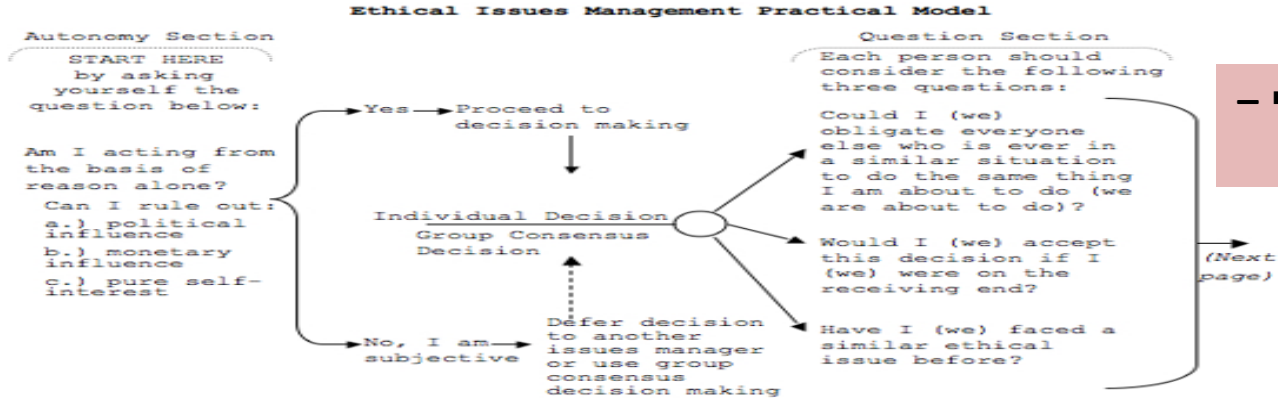 Ethical Issues Management Practical Model
Autonomy Section
START HERE
by asking
yourself the
question below:
Am I acting from
the basis of
reason alone?
Can I rule out:
a.) political
influence
b.) monetary
influence
c.) pure self-
interest
Yes
Proceed to
decision making
Individual Decision
Group Consensus
Decision
No, I am
subjective
Defer decision
to another
issues manager
or use group
consensus
decision making
Question Section
Each person should
consider the following
three questions:
Could I (we)
obligate everyone
else who is ever in
a similar situation
to do the same thing
I am about to do (we
are about to do)?
Would I (we) accept
this decision if I
(we) were on the
receiving end?
Have I (we) faced a
similar ethical
issue before?
(Next
page)